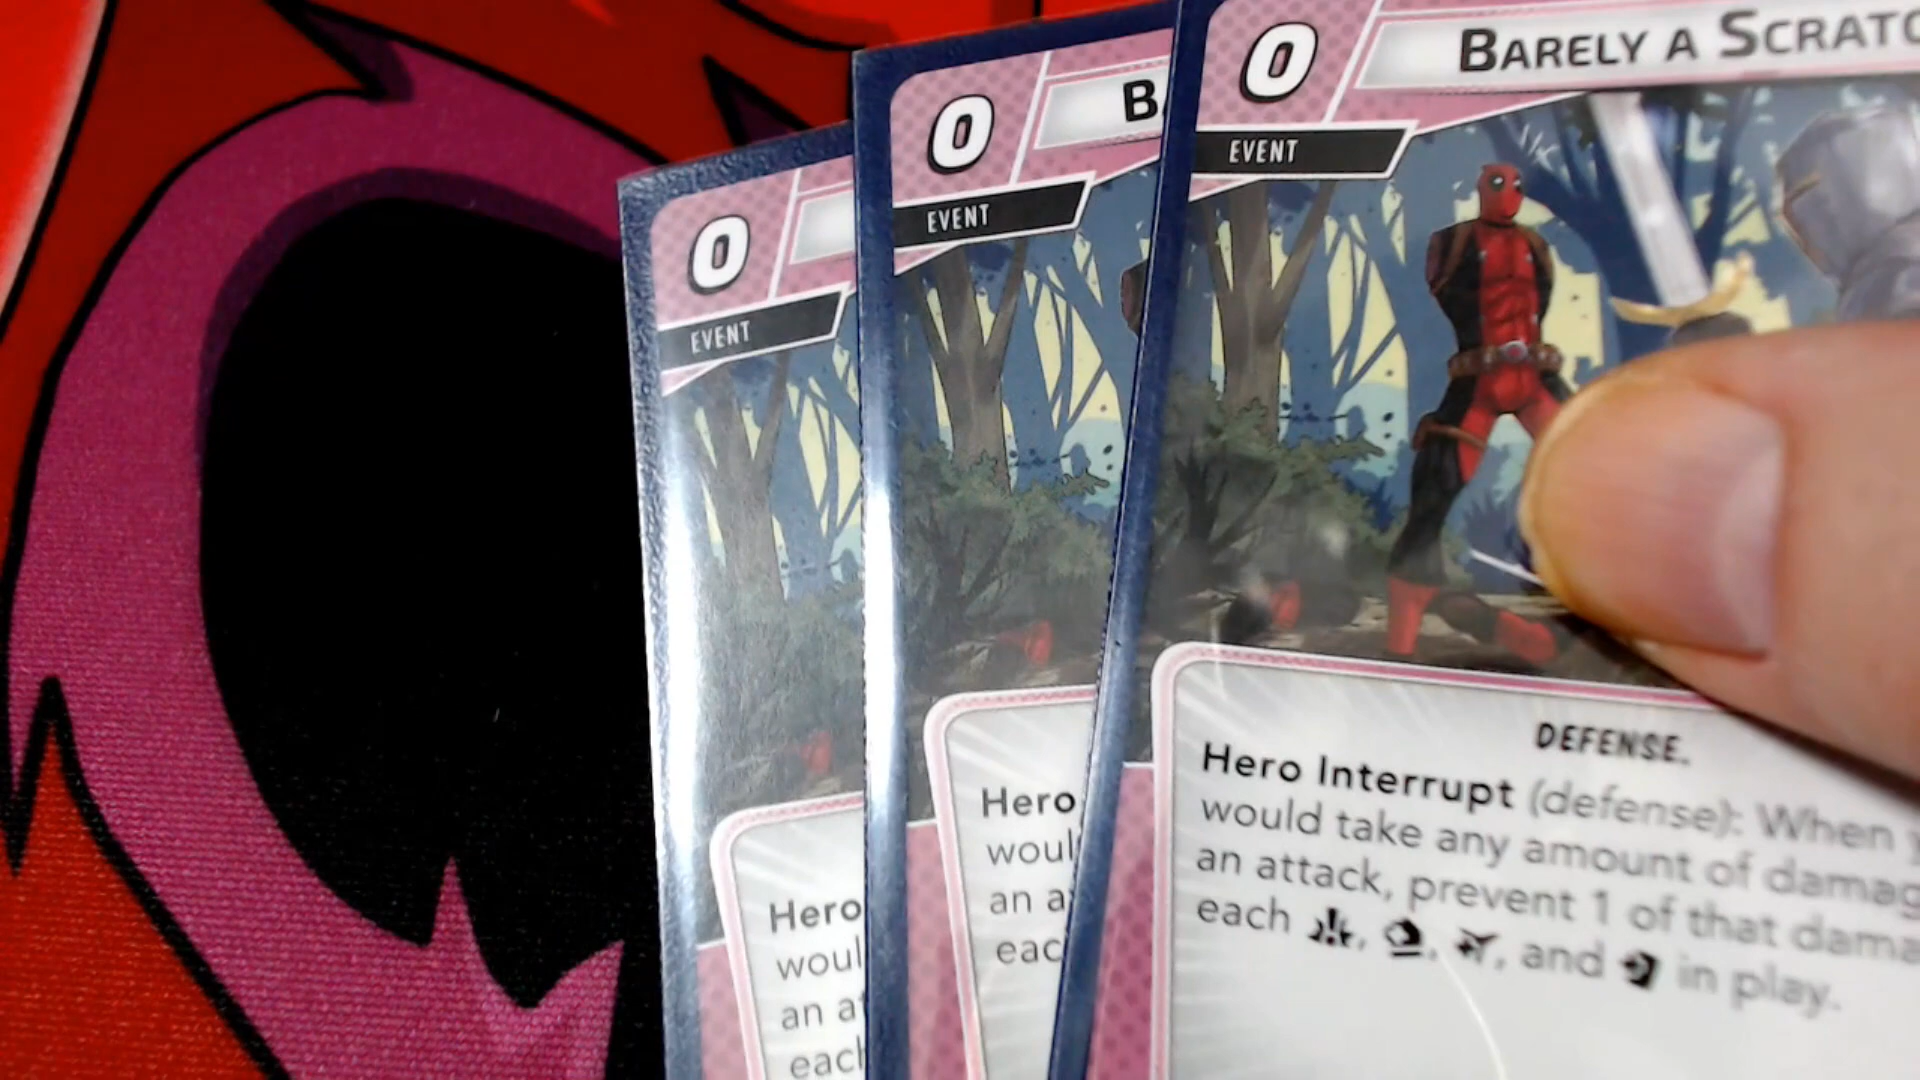 0
EVENT
Hero
woul
an at
each
0
B
EVENT
Hero
woul
an a
eac
0
BARELY A SCRATC
EVENT
DEFENSE.
Hero Interrupt (defense): When
would take any amount of damag
an attack, prevent 1 of that dama
each , , , and in play.